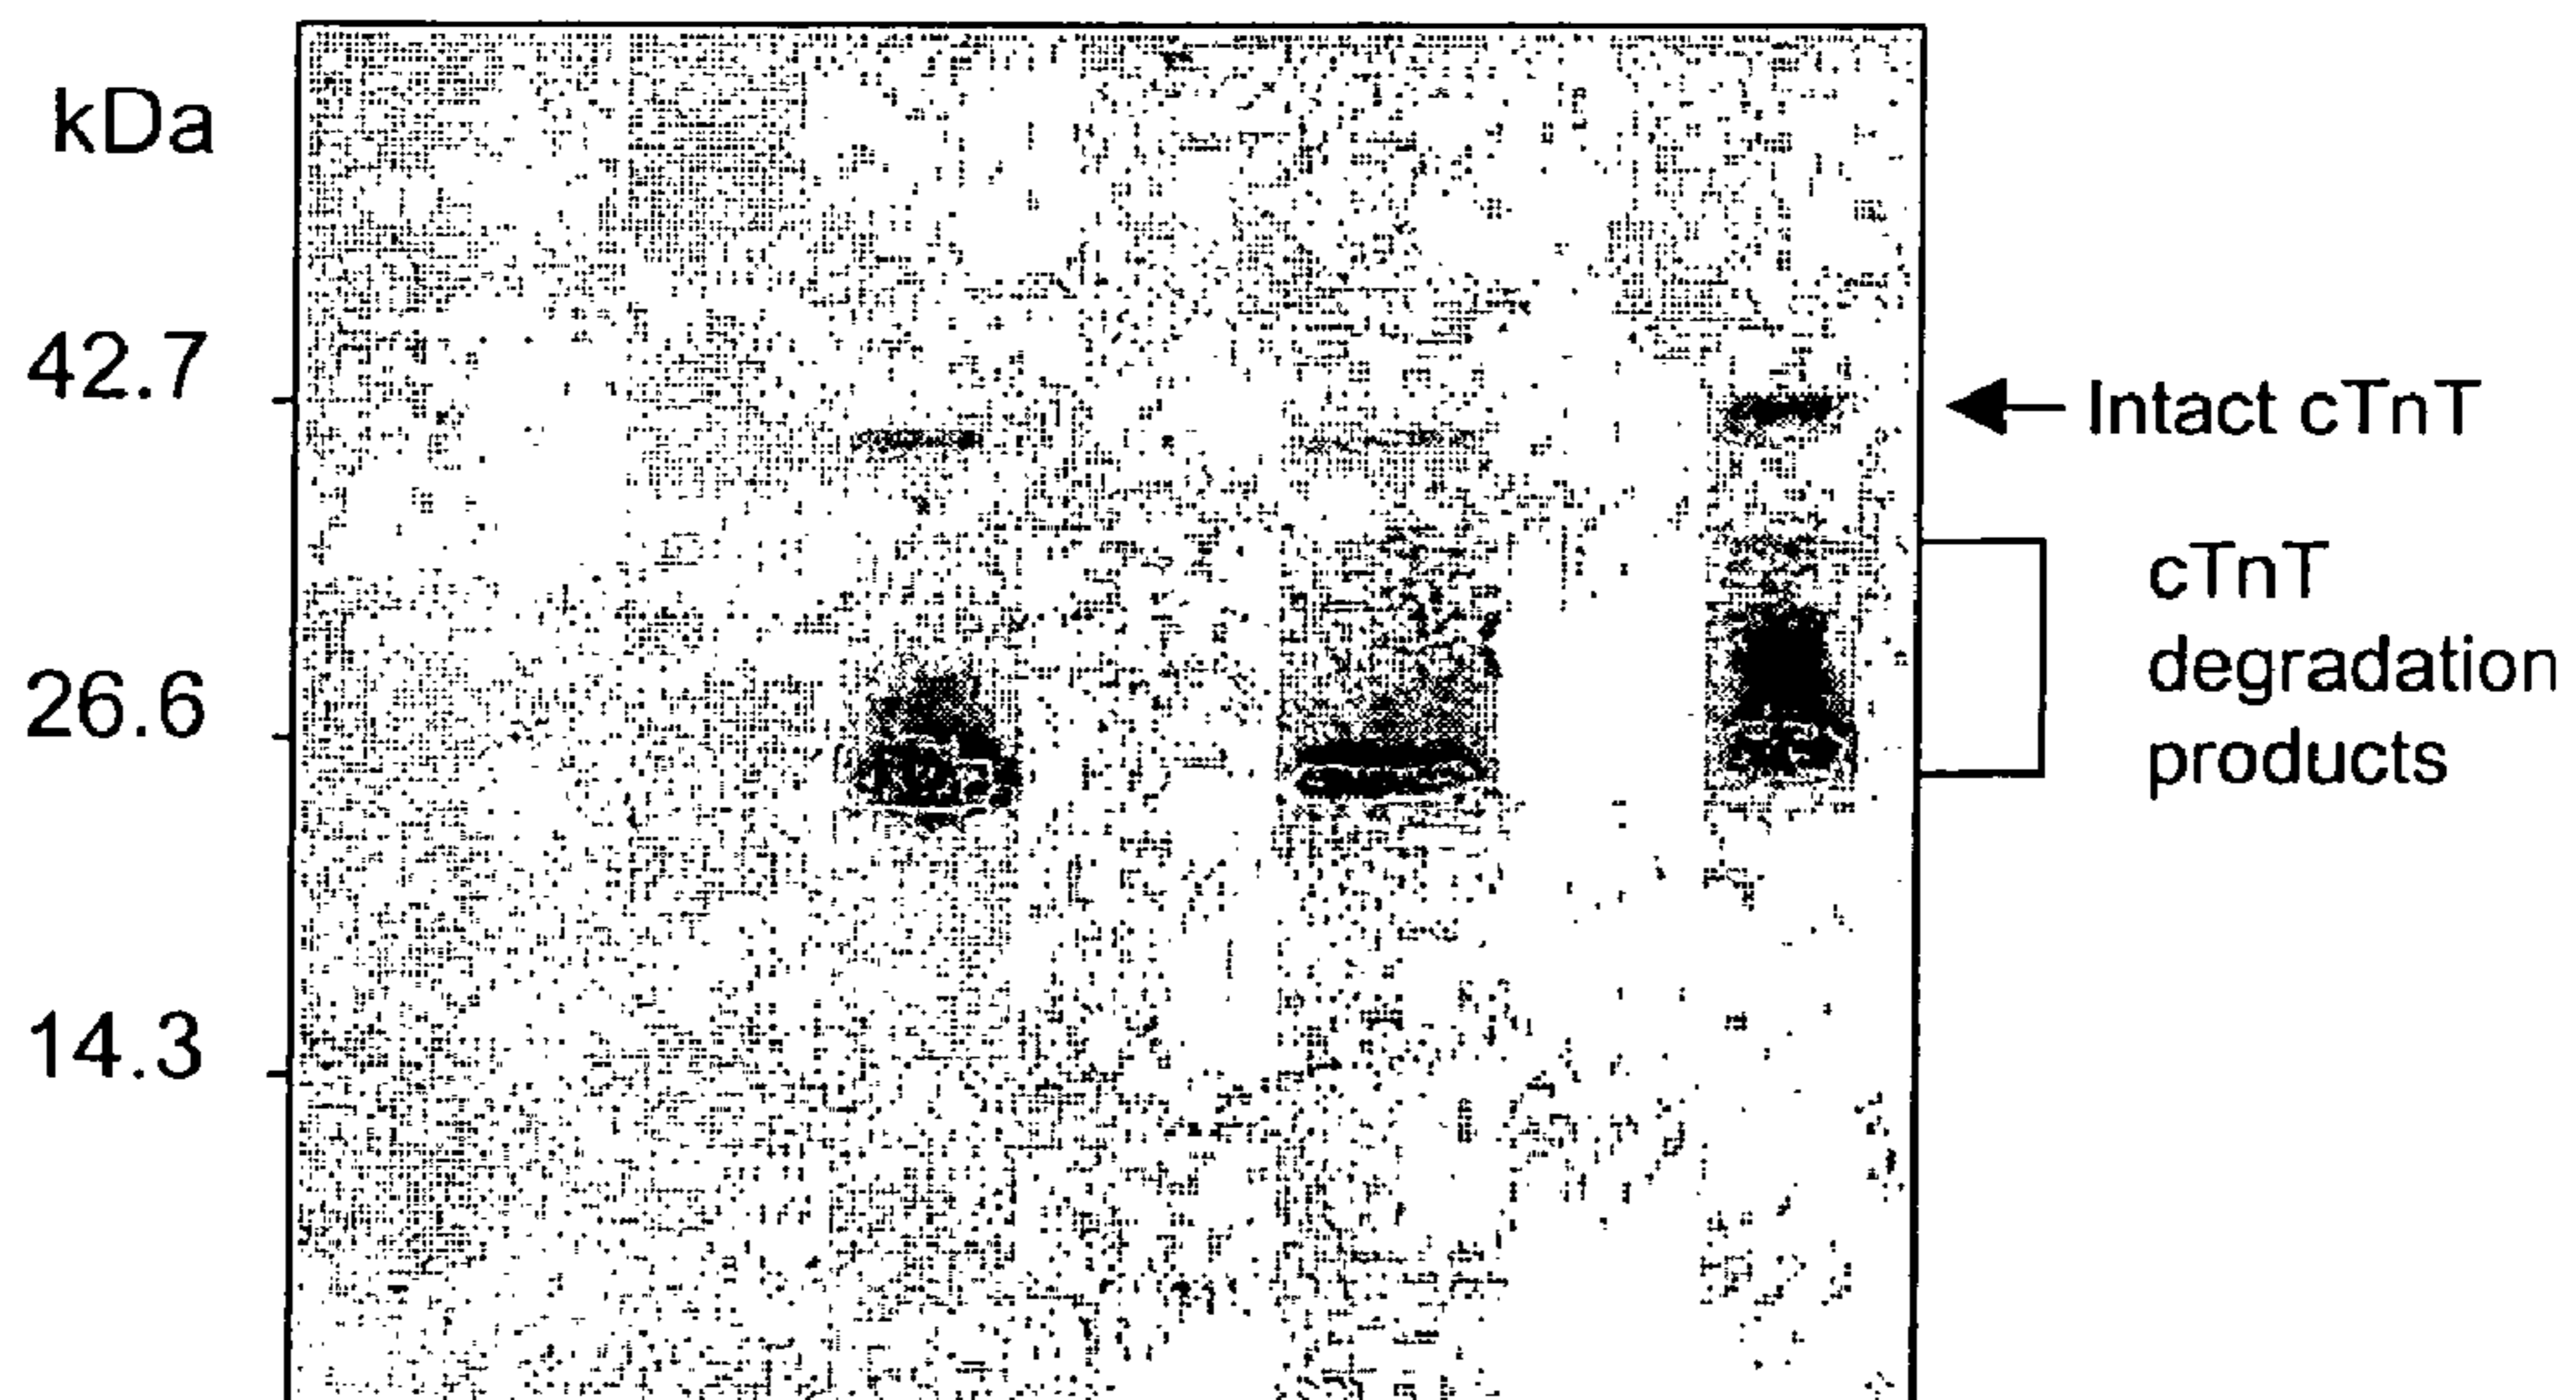 kDa
42.7
26.6
14.3
Intact cTnT
cTnT
degradation
products